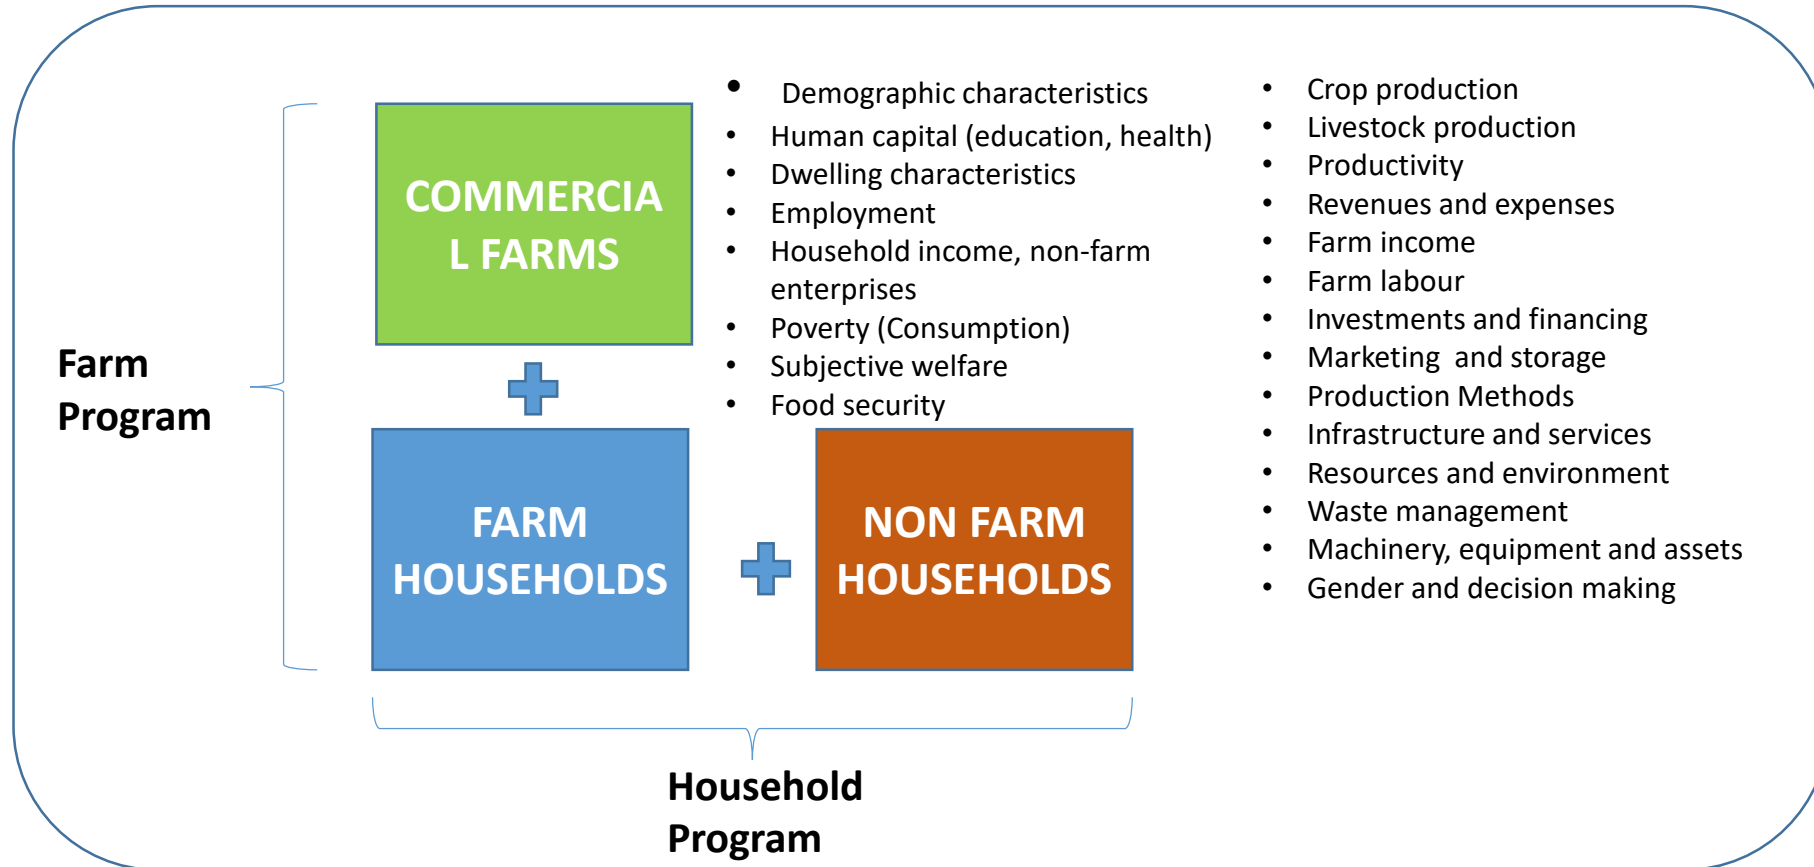 Farm
Program
COMMERCIA
L FARMS
FARM
HOUSEHOLDS
NON FARM
HOUSEHOLDS
Household
Program
• Demographic characteristics
• Human capital (education, health)
• Dwelling characteristics
• Employment
• Household income, non-farm
enterprises
• Poverty (Consumption)
• Subjective welfare
• Food security
• Crop production
• Livestock production
• Productivity
• Revenues and expenses
• Farm income
• Farm labour
• Investments and financing
• Marketing  and storage
• Production Methods
• Infrastructure and services
• Resources and environment
• Waste management
• Machinery, equipment and assets
• Gender and decision making